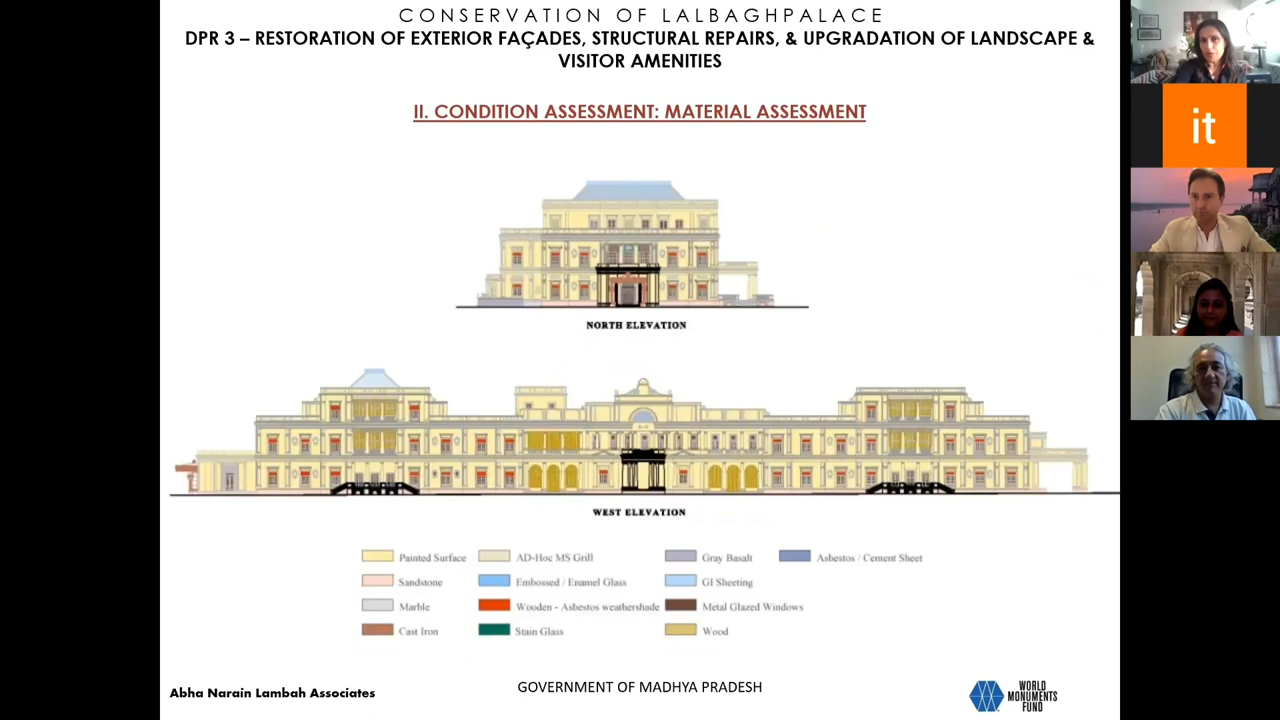 CONSERVATION OF LALBAGHPALACE
DPR 3 – RESTORATION OF EXTERIOR FAÇADES, STRUCTURAL REPAIRS, & UPGRADATION OF LANDSCAPE &
VISITOR AMENITIES
II. CONDITION ASSESSMENT: MATERIAL ASSESSMENT
it
NORTH ELEVATION
WEST ELEVATION
Painted Surface
AD-Hoc MS Grill
Gray Basalt
Asbestos / Cement Sheet
Sandstone
Embossed / Enamel Glass
GI Sheeting
Marble
Wooden - Asbestos weathershade
Metal Glazed Windows
Cast Iron
Stain Glass
Wood
Abha Narain Lambah Associates
GOVERNMENT OF MADHYA PRADESH
WORLD
MONUMENTS
FUND